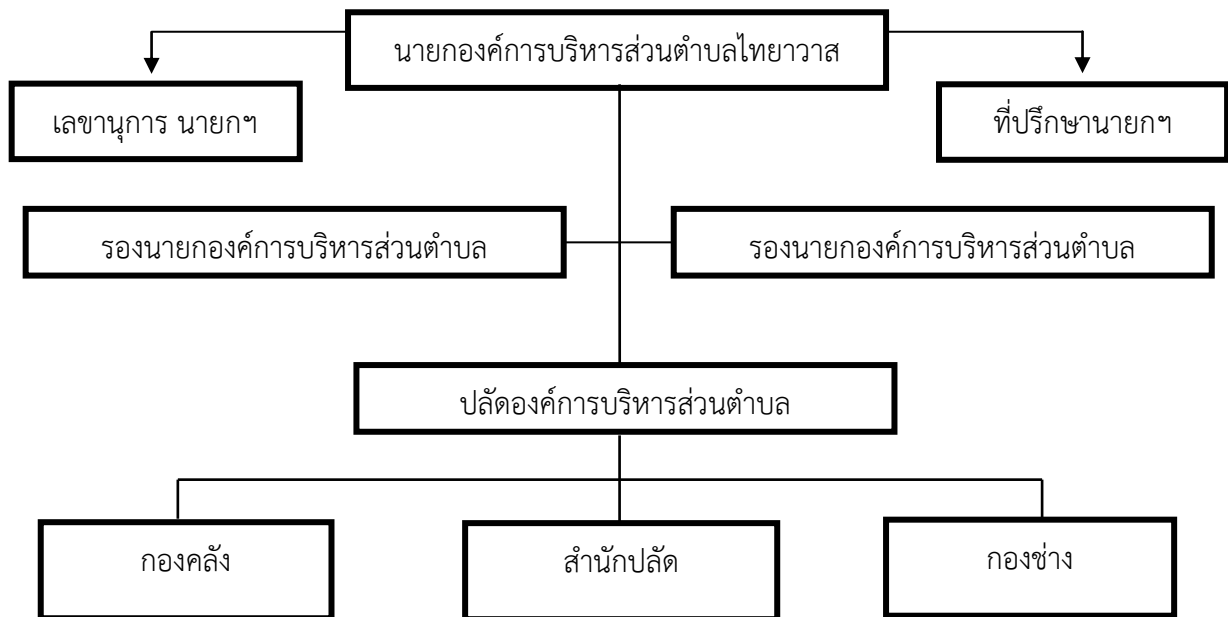 นายกองค์การบริหารส่วนตำบลไทยาวาส
เลขานุการ นายกฯ
ที่ปรึกษานายกฯ
รองนายกองค์การบริหารส่วนตำบล
รองนายกองค์การบริหารส่วนตำบล
ปลัดองค์การบริหารส่วนตำบล
กองคลัง
สำนักปลัด
กองช่าง